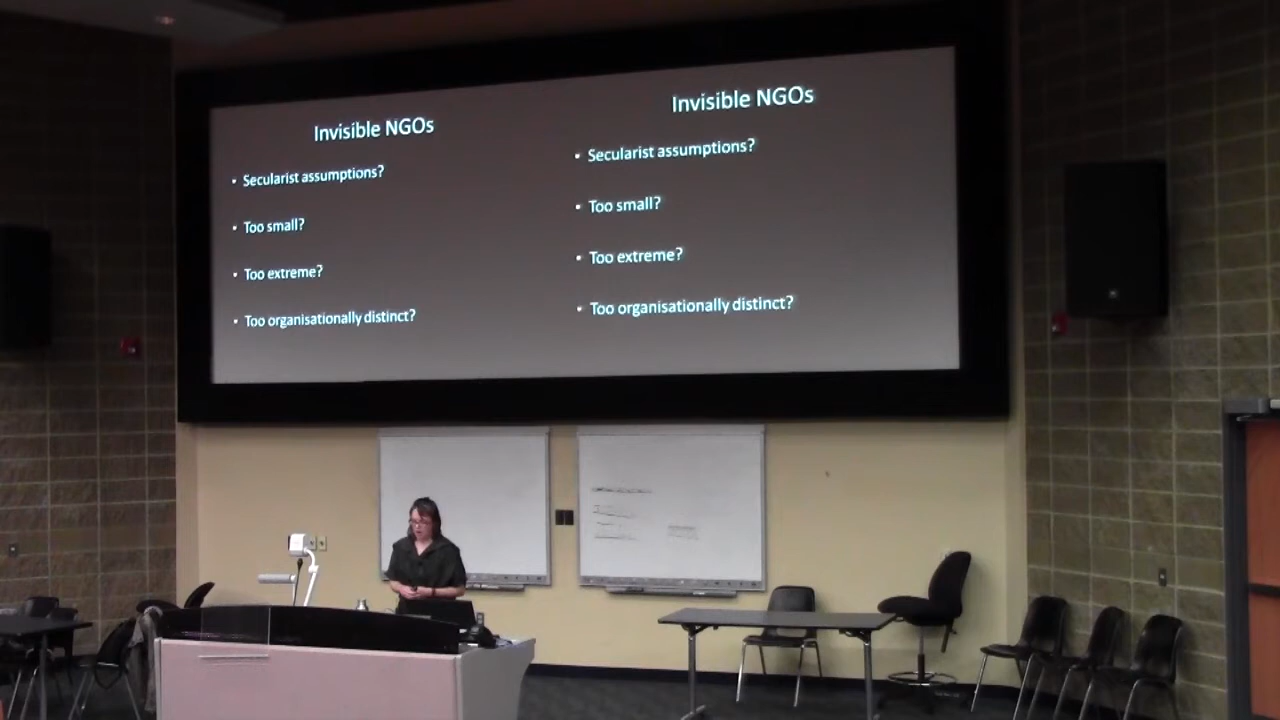 Invisible NGOs
• Secularist assumptions?
• Too small?
• Too extreme?
• Too organisationally distinct?
Invisible NGOs
• Secularist assumptions?
• Too small?
• Too extreme?
• Too organisationally distinct?